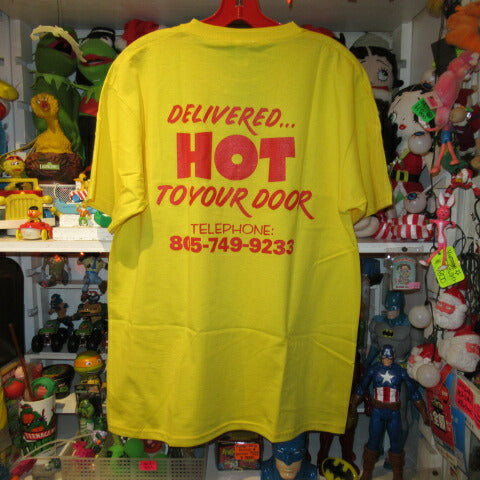 DELIVERED...
HOT
TO YOUR DOOR
TELEPHONE:
805-749-9233